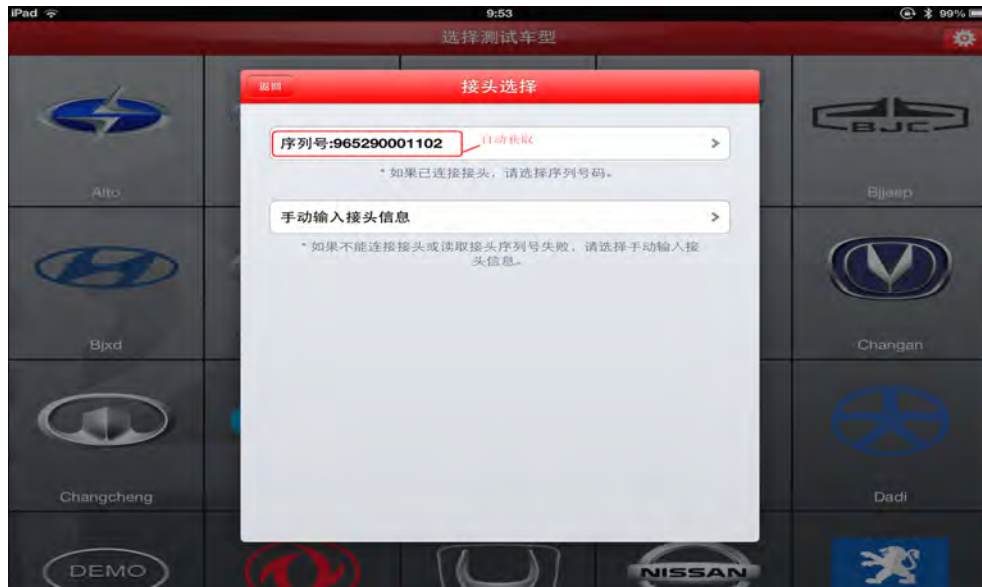 iPad
9:53
99%
选择测试车型
返回
接头选择
序列号:965290001102
自动获取
*如果已连接接头，请选择序列号码。
手动输入接头信息
*如果不能连接接头或读取接头序列号失败，请选择手动输入接
头信息。
BJC
Alto
Bjjeep
Bjxd
Changan
Changcheng
Dadi
DEMO
NISSAN